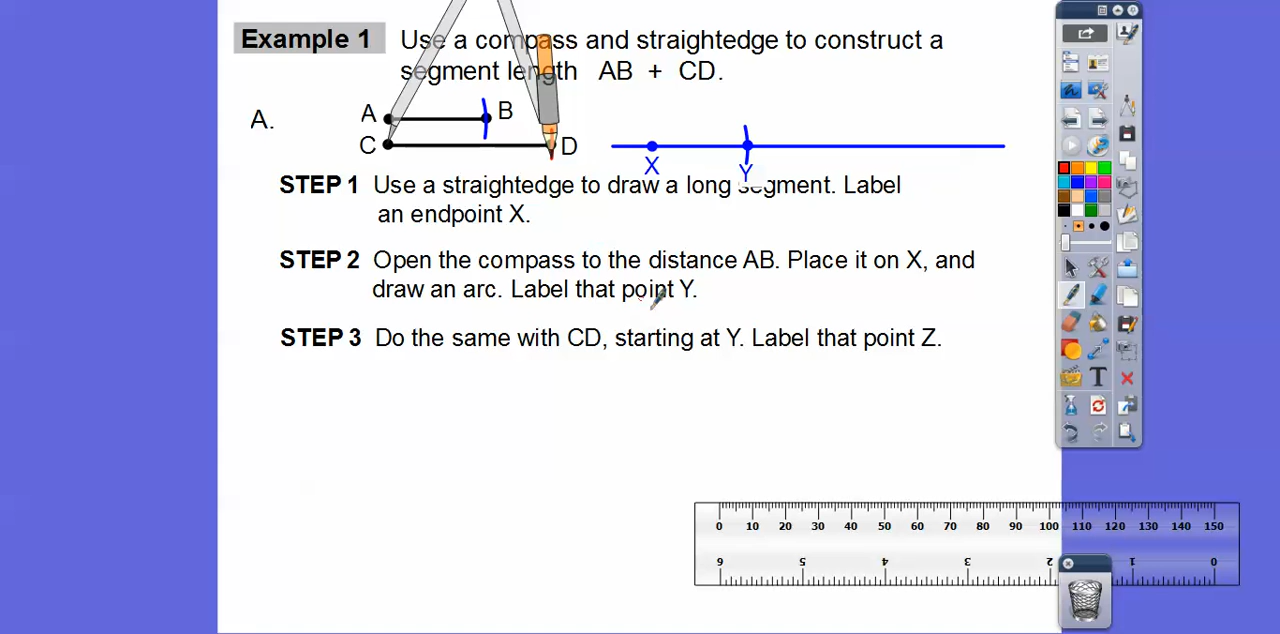 Example 1 Use a compass and straightedge to construct a
segment length AB + CD.
A.
A B
C D
X Y
STEP 1 Use a straightedge to draw a long segment. Label
an endpoint X.
STEP 2 Open the compass to the distance AB. Place it on X, and
draw an arc. Label that point Y.
STEP 3 Do the same with CD, starting at Y. Label that point Z.
T
0 10 20 30 40 50 60 70 80 90 100 110 120 130 140 150
6 5 4 3 2 1 0